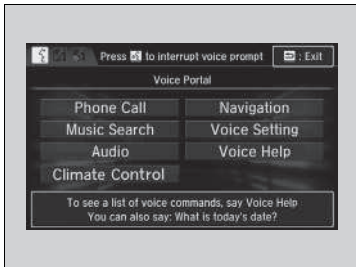 Press to interrupt voice prompt : Exit
Voice Portal
Phone Call Navigation
Music Search Voice Setting
Audio Voice Help
Climate Control
To see a list of voice commands, say Voice Help
You can also say: What is today's date?